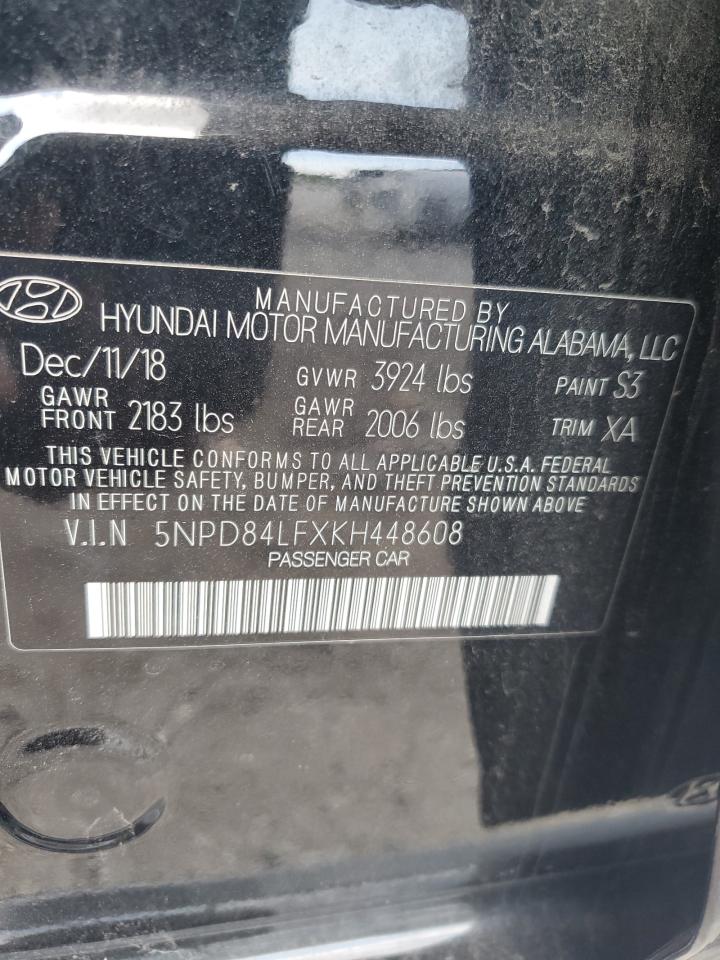 MANUFACTURED BY
HYUNDAI MOTOR MANUFACTURING ALABAMA, LLC
Dec/11/18 GVWR 3924 lbs PAINT S3
GAWR FRONT 2183 lbs GAWR REAR 2006 lbs TRIM XA
THIS VEHICLE CONFORMS TO ALL APPLICABLE U.S.A. FEDERAL
MOTOR VEHICLE SAFETY, BUMPER, AND THEFT PREVENTION STANDARDS
IN EFFECT ON THE DATE OF MANUFACTURE SHOWN ABOVE
V.I.N 5NPD84LFXKH448608
PASSENGER CAR